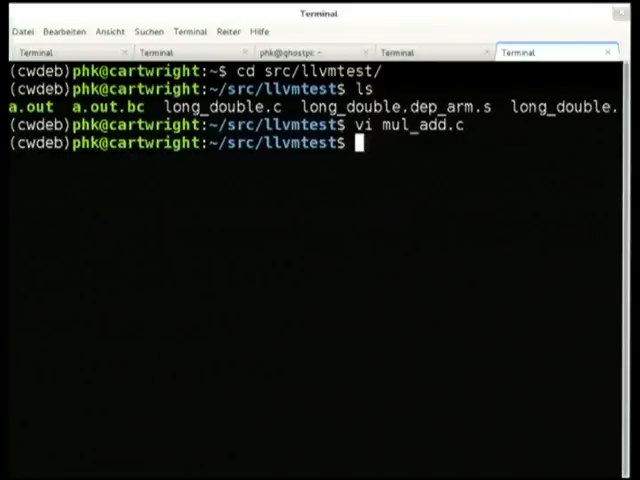 Terminal
Datei Bearbeiten Ansicht Suchen Terminal Reiter Hilfe
Terminal Terminal phk@ghostpi: ~ Terminal Terminal
(cwdeb)phk@cartwright:~$ cd src/llvmtest/
(cwdeb)phk@cartwright:~/src/llvmtest$ ls
a.out a.out.bc long_double.c long_double.dep_arm.s long_double.
(cwdeb)phk@cartwright:~/src/llvmtest$ vi mul_add.c
(cwdeb)phk@cartwright:~/src/llvmtest$